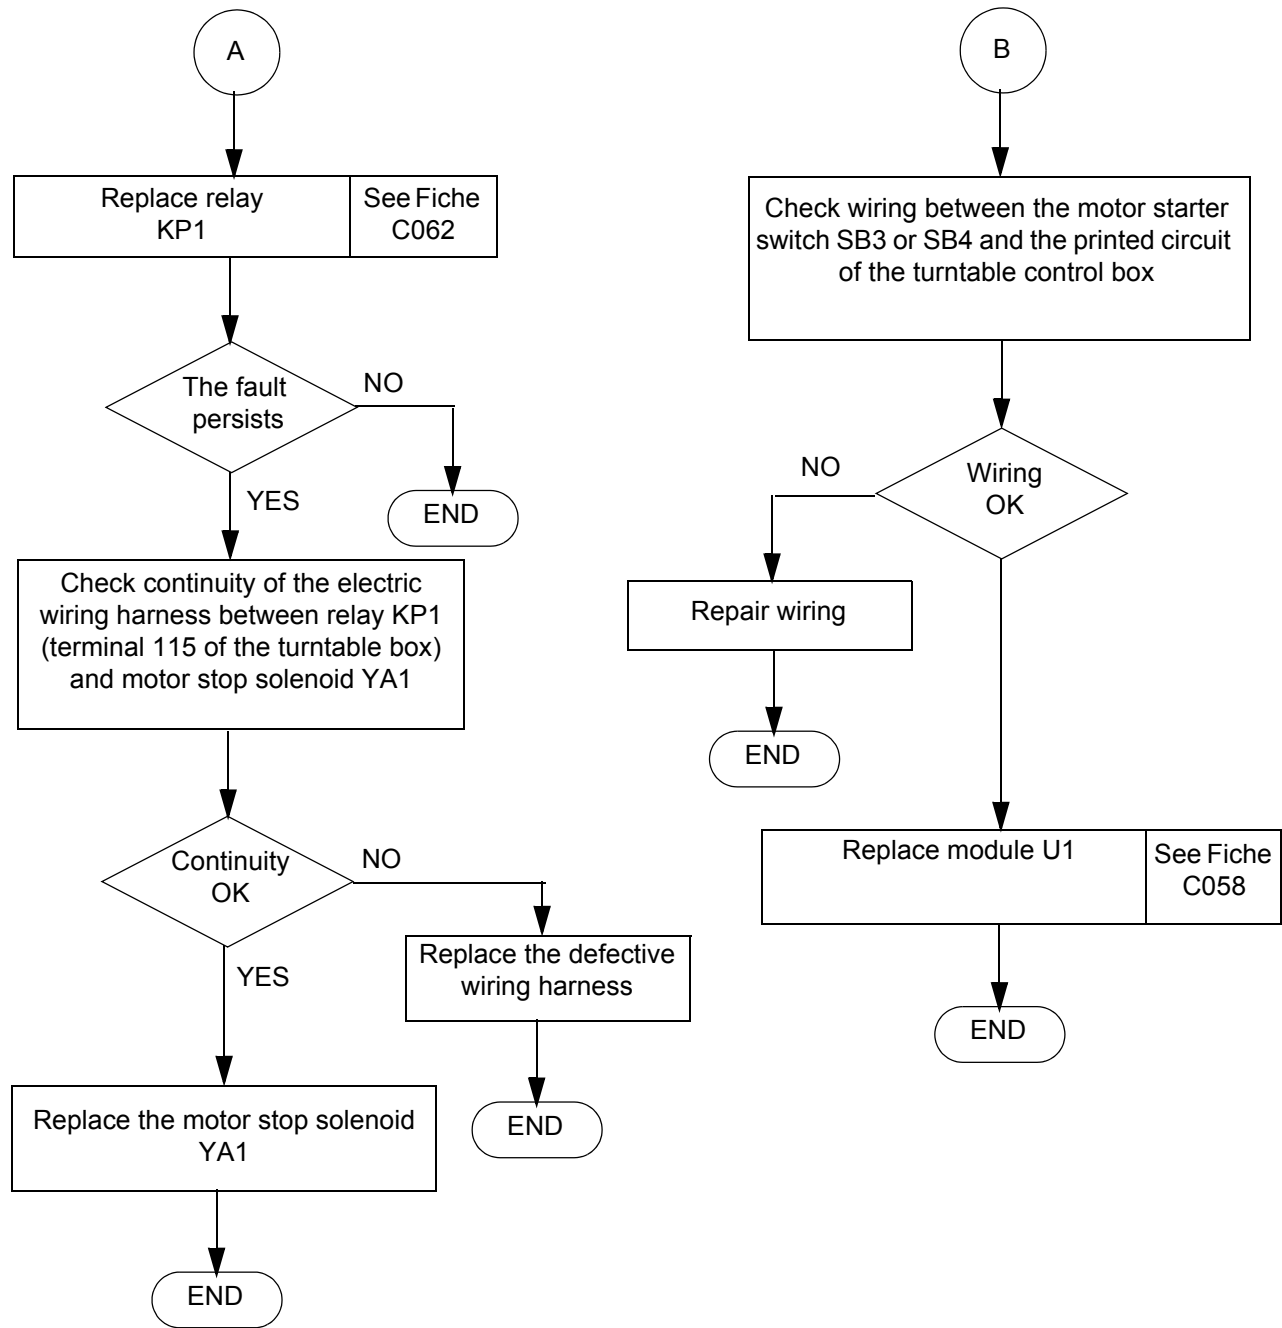 A
Replace relay
KP1
See Fiche
C062
The fault
persists
NO
YES
END
Check continuity of the electric
wiring harness between relay KP1
(terminal 115 of the turntable box)
and motor stop solenoid YA1
Continuity
OK
NO
YES
Replace the defective
wiring harness
END
Replace the motor stop solenoid
YA1
END
B
Check wiring between the motor starter
switch SB3 or SB4 and the printed circuit
of the turntable control box
Wiring
OK
NO
Repair wiring
END
Replace module U1
See Fiche
C058
END